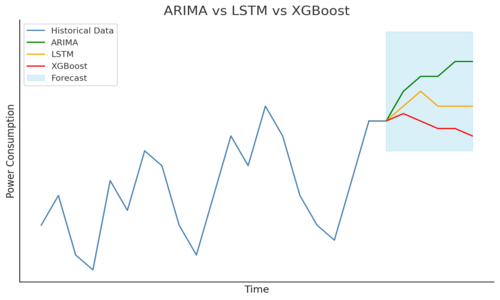 ARIMA vs LSTM vs XGBoost
Historical Data
ARIMA
LSTM
XGBoost
Forecast
Power Consumption
Time